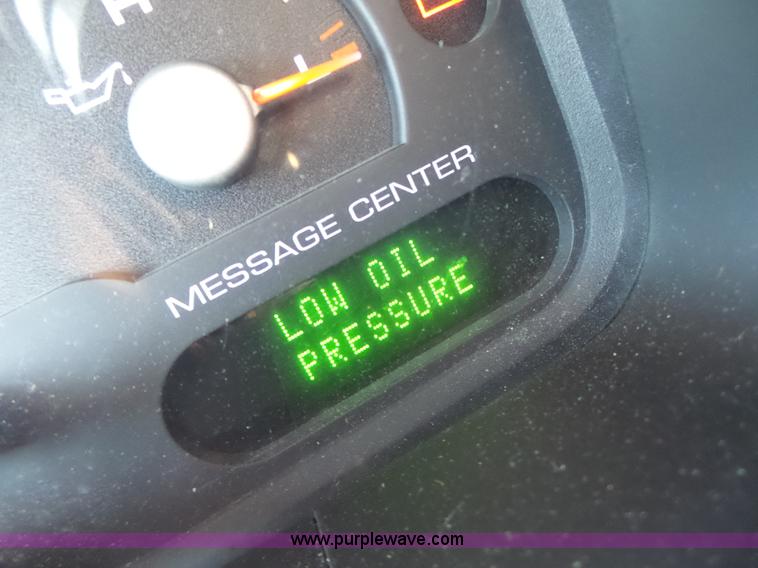 H
L
MESSAGE CENTER
LOW OIL
PRESSURE
www.purplewave.com